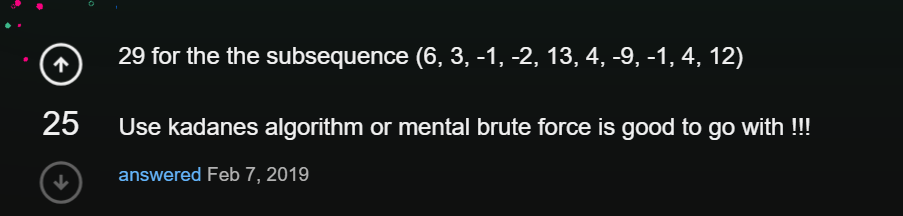 29 for the the subsequence (6, 3, -1, -2, 13, 4, -9, -1, 4, 12)
25
Use kadanes algorithm or mental brute force is good to go with !!!
answered Feb 7, 2019